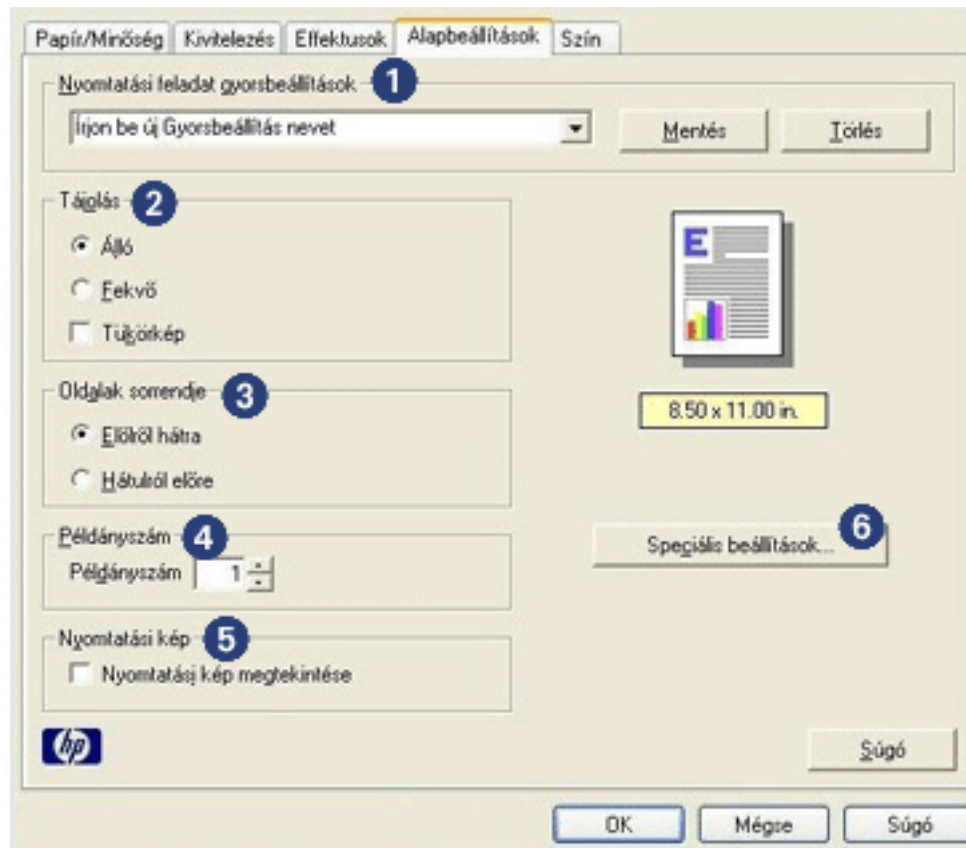 Papír/Minőség Kivitelezés Effektusok Alapbeállítások Szín
Nyomtatási feladat gyorsbeállítások 1
Írjon be új Gyorsbeállítás nevet Mentés Törlés
Tájolás 2
Álló
Fekvő
Tükörkép
E
Oldalak sorrendje 3
8.50 x 11.00 in.
Előlről hátra
Hátulról előre
Példányszám 4
Példányszám 1
Speciális beállítások... 6
Nyomtatási kép 5
Nyomtatási kép megtekintése
hp
Súgó
OK Mégse Súgó